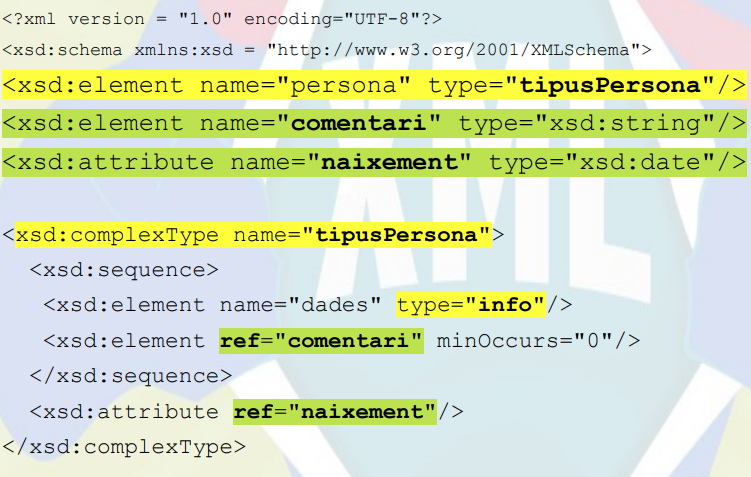 <?xml version = "1.0" encoding="UTF-8"?>
<xsd:schema xmlns:xsd = "http://www.w3.org/2001/XMLSchema">
<xsd:element name="persona" type="tipusPersona"/>
<xsd:element name="comentari" type="xsd:string"/>
<xsd:attribute name="naixement" type="xsd:date"/>
<xsd:complexType name="tipusPersona">
<xsd:sequence>
<xsd:element name="dades" type="info"/>
<xsd:element ref="comentari" minOccurs="0"/>
</xsd:sequence>
<xsd:attribute ref="naixement"/>
</xsd:complexType>
XML